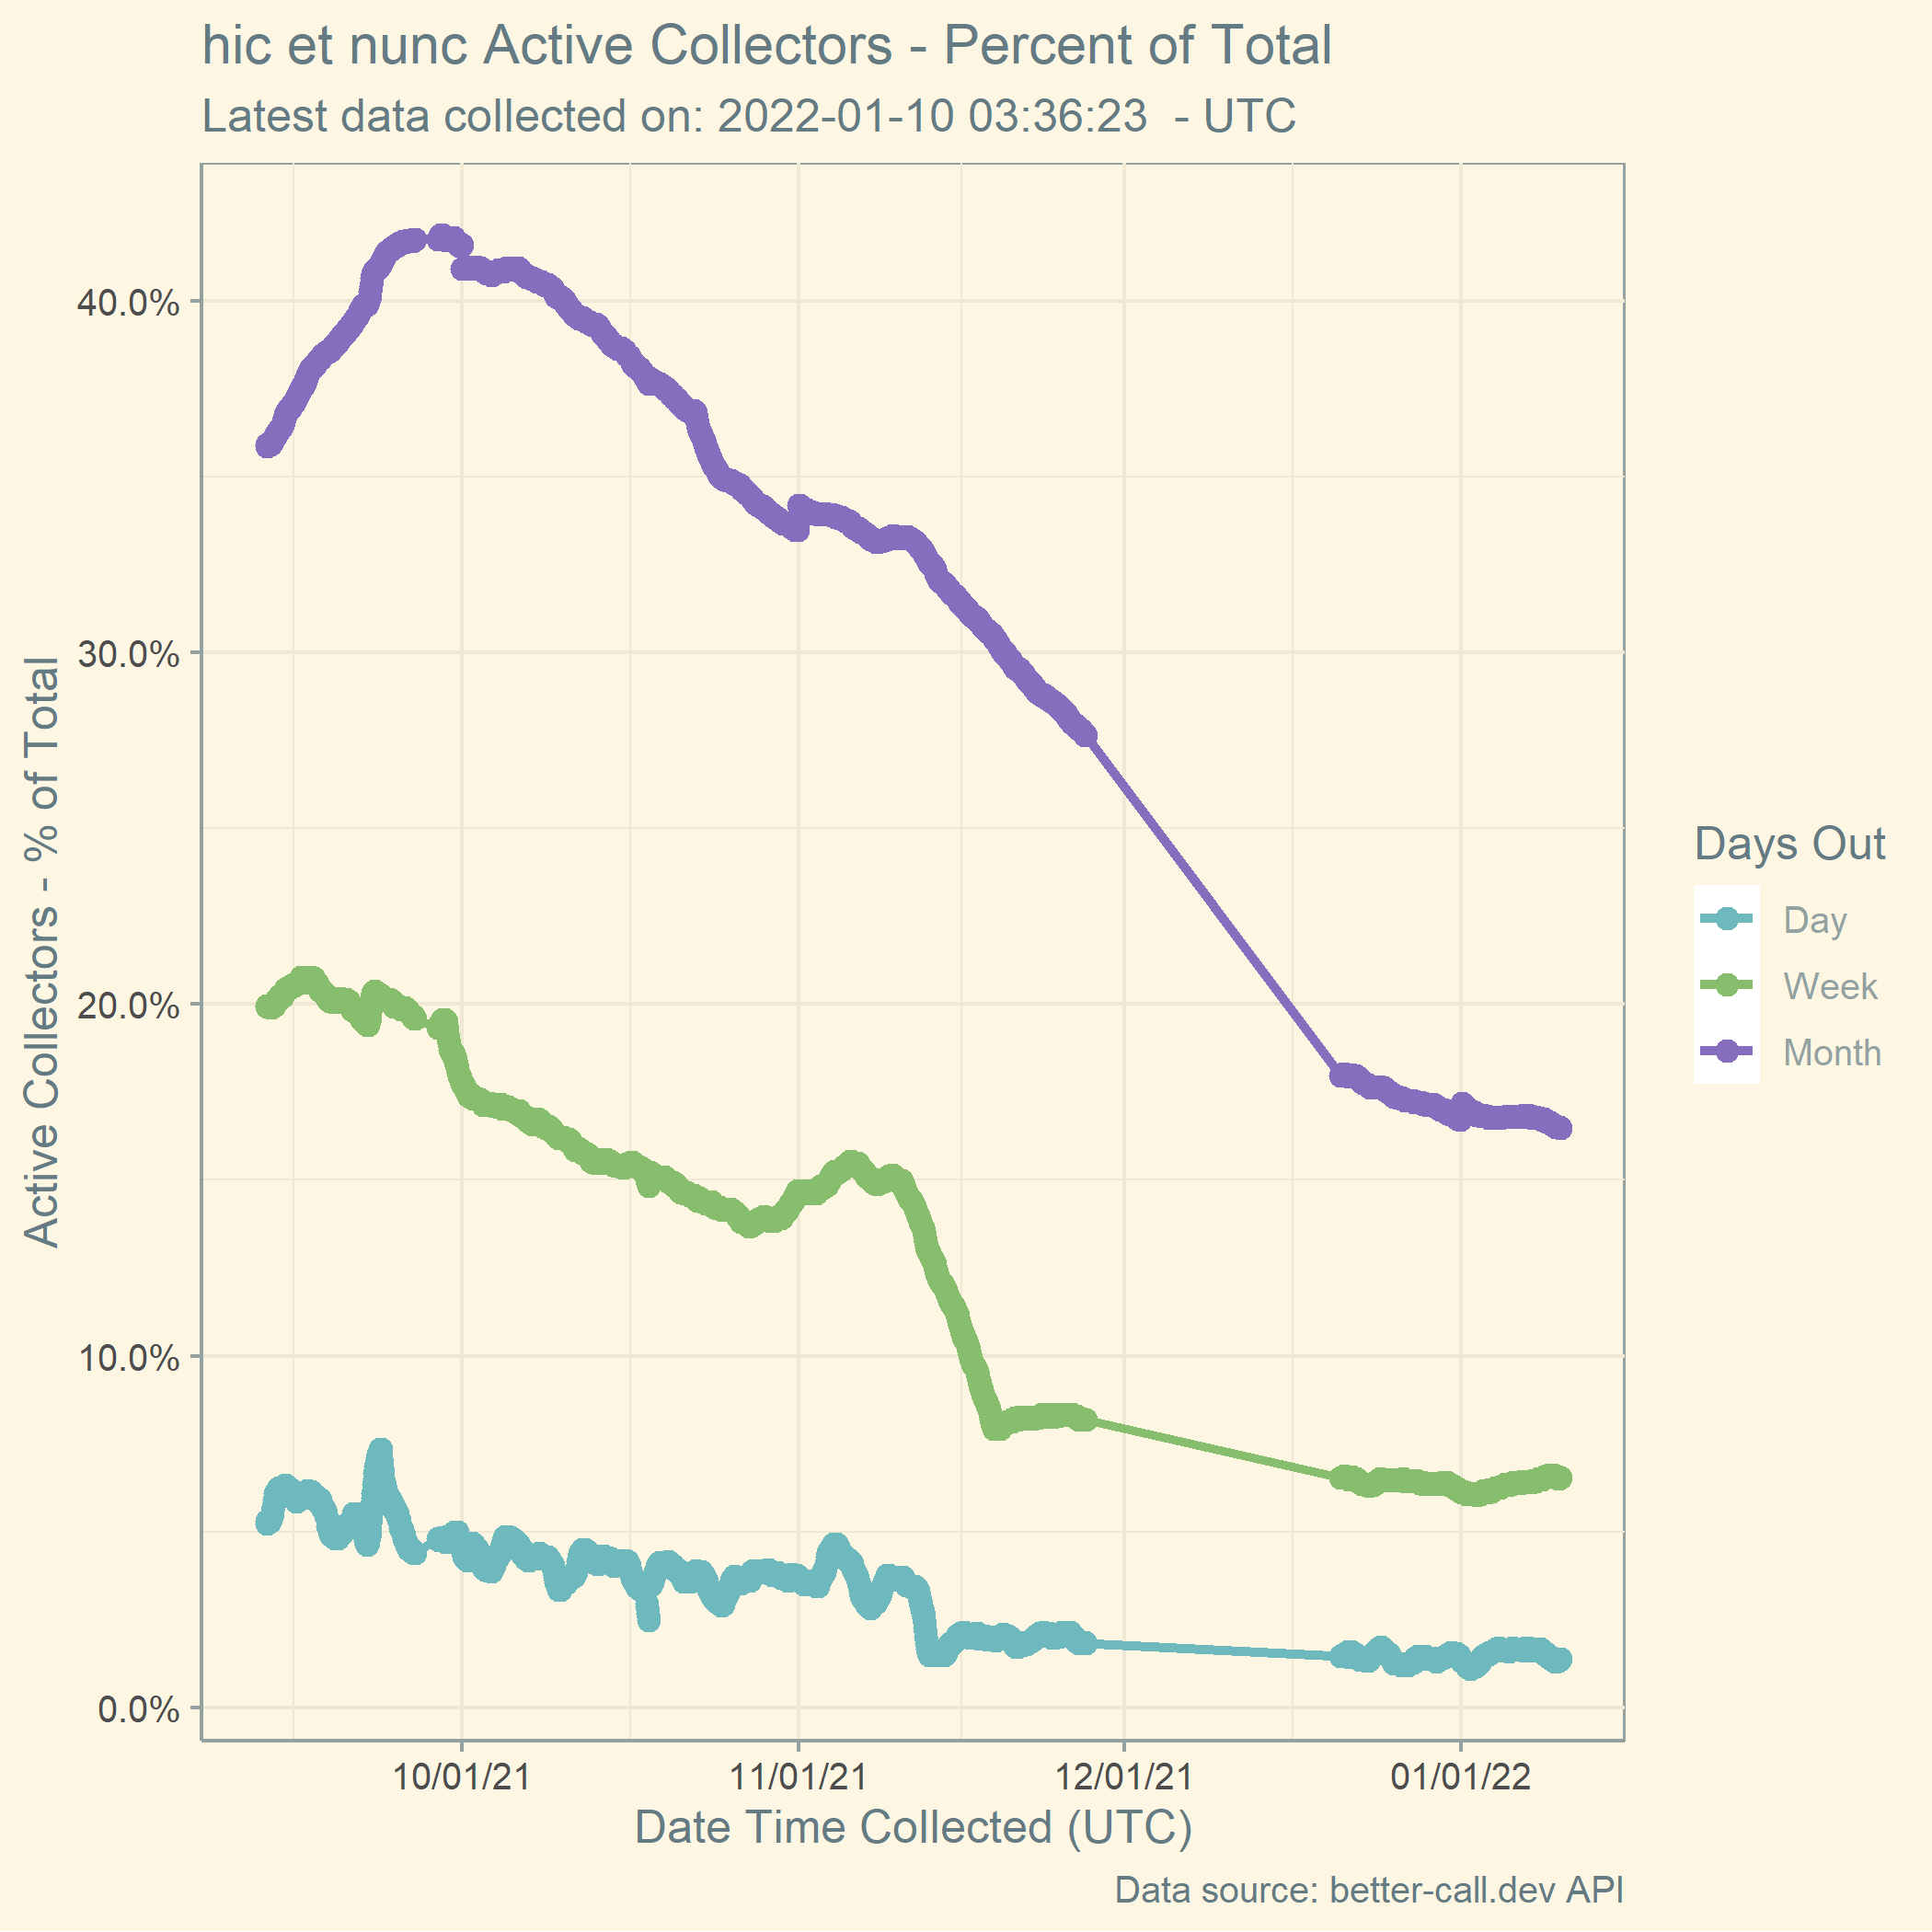 hic et nunc Active Collectors - Percent of Total
Latest data collected on: 2022-01-10 03:36:23  - UTC
Active Collectors - % of Total
40.0%
30.0%
20.0%
10.0%
0.0%
10/01/21
11/01/21
12/01/21
01/01/22
Date Time Collected (UTC)
Days Out
Day
Week
Month
Data source: better-call.dev API